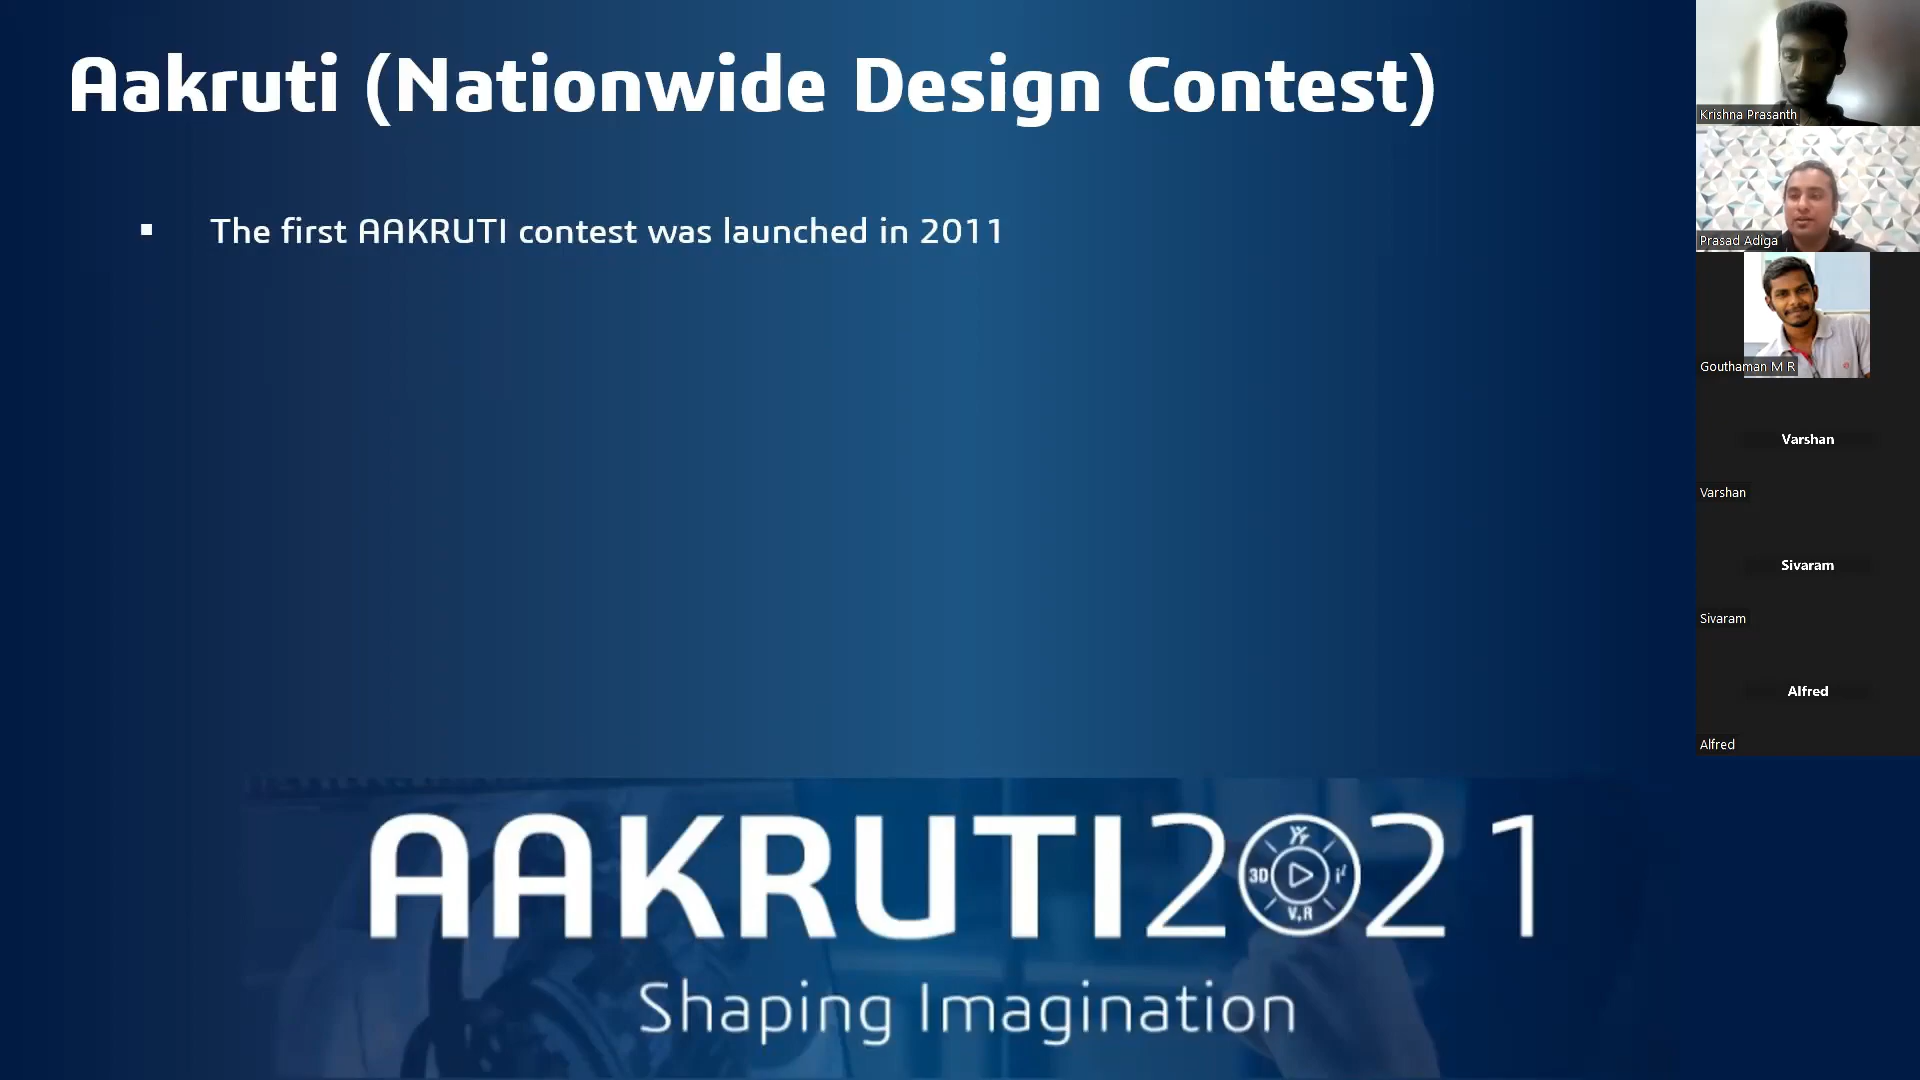 Aakruti (Nationwide Design Contest)
▪ The first AAKRUTI contest was launched in 2011
AAKRUTI2021
3D
i²
V,R
Shaping Imagination
Krishna Prasanth
Prasad Adiga
Gouthaman M R
Varshan
Varshan
Sivaram
Sivaram
Alfred
Alfred